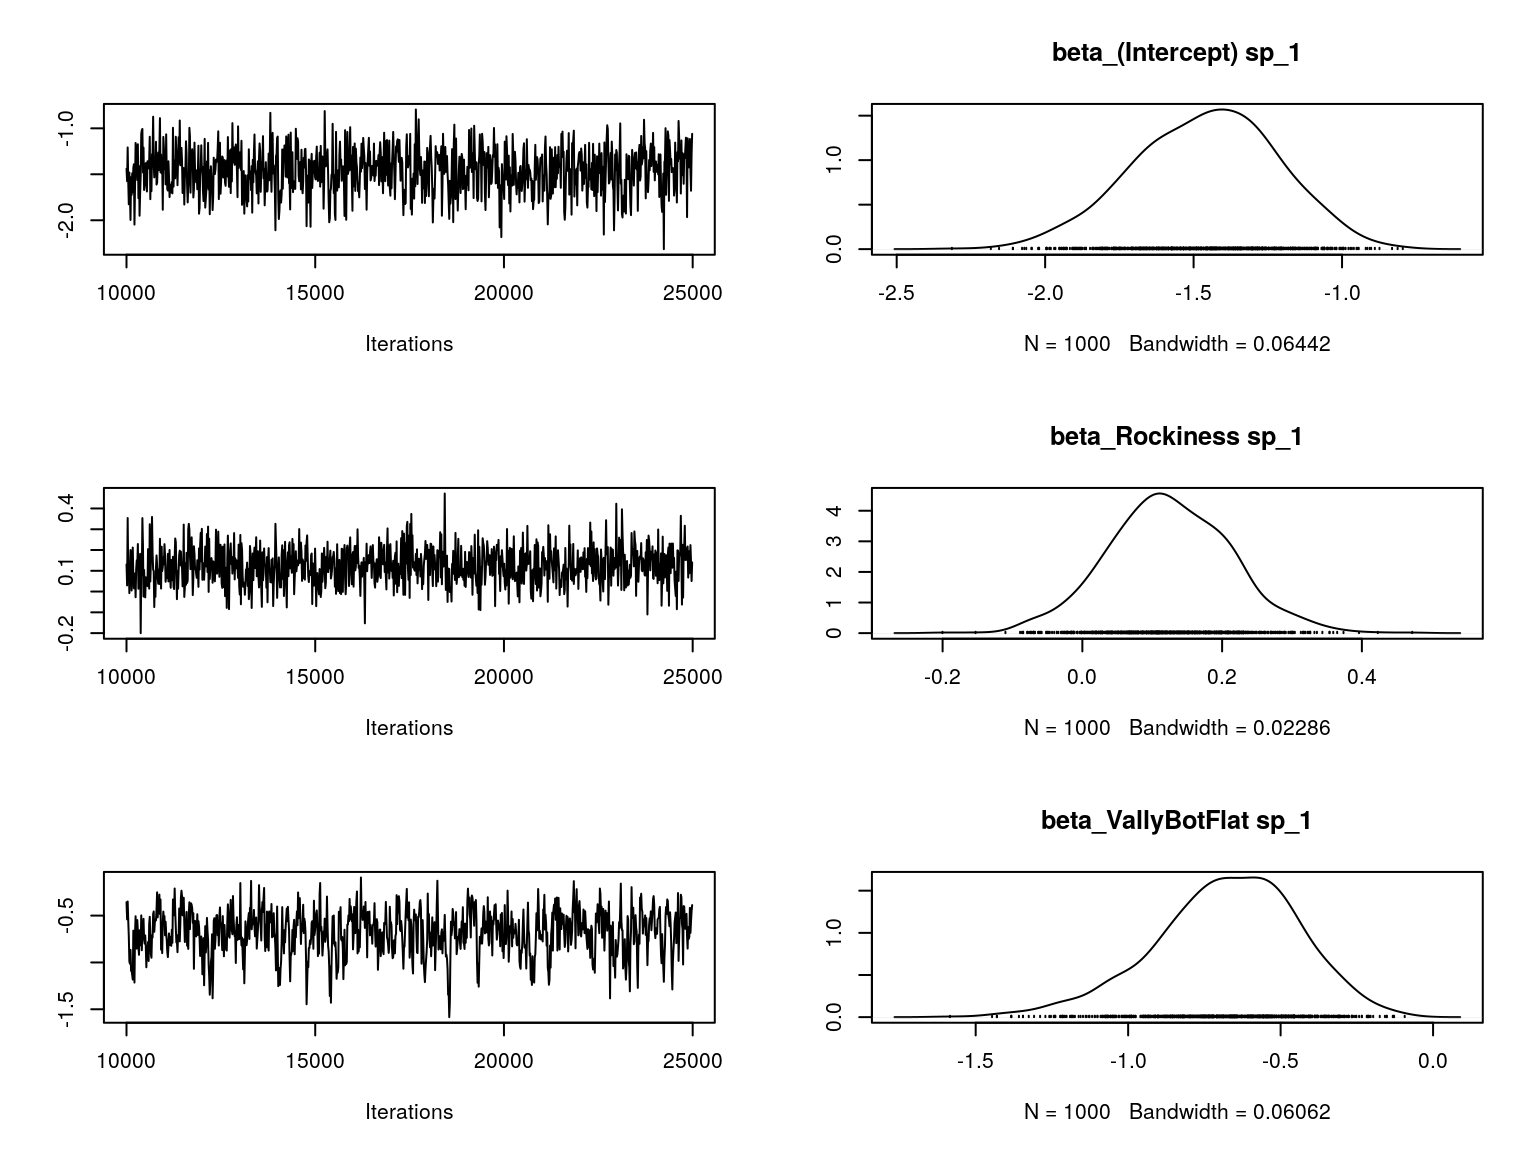 beta_(Intercept) sp_1
-1.0
-2.0
10000 15000 20000 25000
Iterations
1.0
0.0
-2.5 -2.0 -1.5 -1.0
N = 1000 Bandwidth = 0.06442
beta_Rockiness sp_1
0.4
0.1
-0.2
10000 15000 20000 25000
Iterations
4
3
2
1
0
-0.2 0.0 0.2 0.4
N = 1000 Bandwidth = 0.02286
beta_VallyBotFlat sp_1
-0.5
-1.5
10000 15000 20000 25000
Iterations
1.0
0.0
-1.5 -1.0 -0.5 0.0
N = 1000 Bandwidth = 0.06062